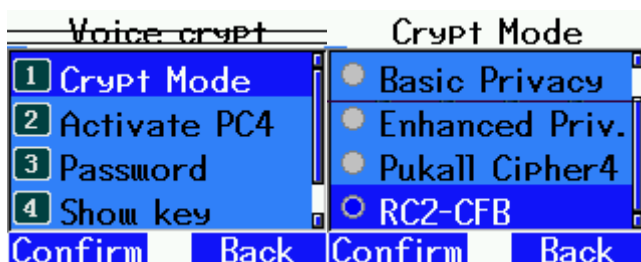 Voice crypt
1 Crypt Mode
2 Activate PC4
3 Password
4 Show key
Confirm Back
Crypt Mode
Basic Privacy
Enhanced Priv.
Pukall Cipher4
RC2-CFB
Confirm Back